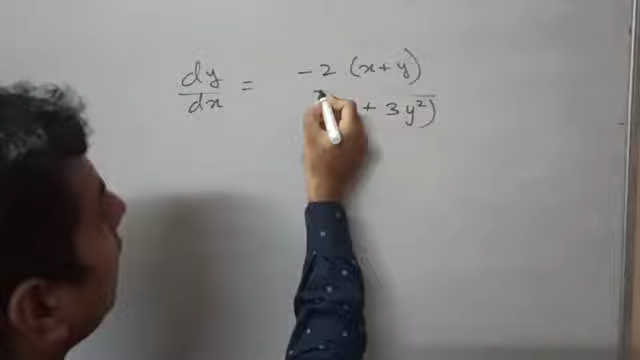 dy/dx = -2 (x+y)
+ 3y²)